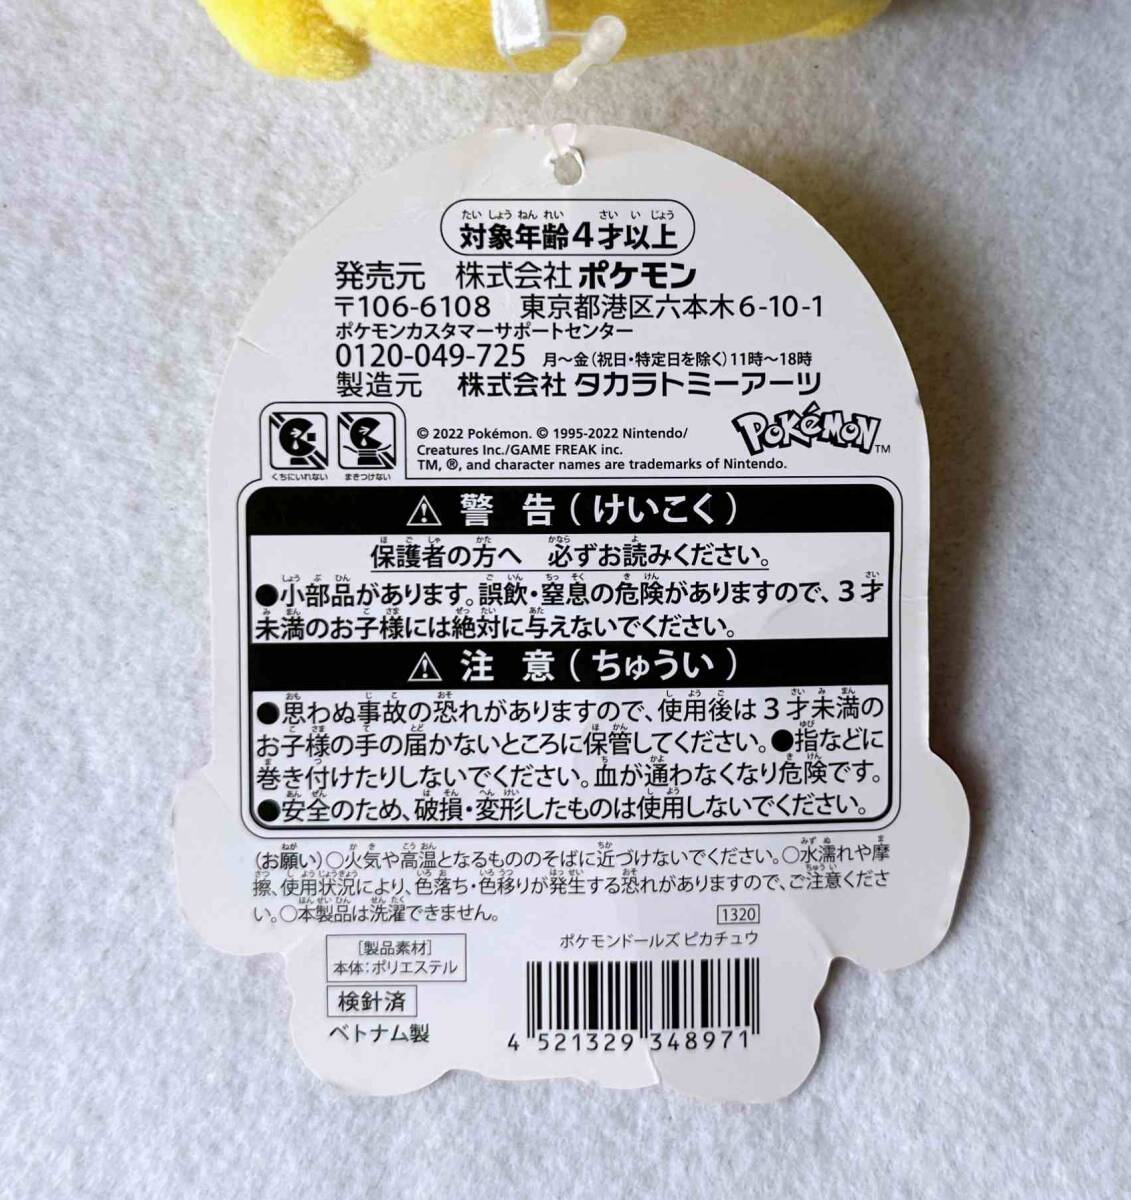 対象年齢4才以上
発売元 株式会社 ポケモン
〒106-6108 東京都港区六本木6-10-1
ポケモンカスタマーサポートセンター
0120-049-725 月〜金(祝日・特定日を除く)11時〜18時
製造元 株式会社 タカラトミーアーツ
くちにいれない まきつけない
© 2022 Pokémon. © 1995-2022 Nintendo/
Creatures Inc./GAME FREAK inc.
TM, ®, and character names are trademarks of Nintendo.
POKéMON TM
⚠ 警 告(けいこく)
保護者の方へ 必ずお読みください。
●小部品があります。誤飲・窒息の危険がありますので、3才
未満のお子様には絶対に与えないでください。
⚠ 注 意(ちゅうい)
●思わぬ事故の恐れがありますので、使用後は3才未満の
お子様の手の届かないところに保管してください。●指などに
巻き付けたりしないでください。血が通わなくなり危険です。
●安全のため、破損・変形したものは使用しないでください。
(お願い)○火気や高温となるもののそばに近づけないでください。○水濡れや摩
擦、使用状況により、色落ち・色移りが発生する恐れがありますので、ご注意くださ
い。○本製品は洗濯できません。
1320
[製品素材]
本体:ポリエステル
検針済
ベトナム製
ポケモンドールズ ピカチュウ
4 521329 348971